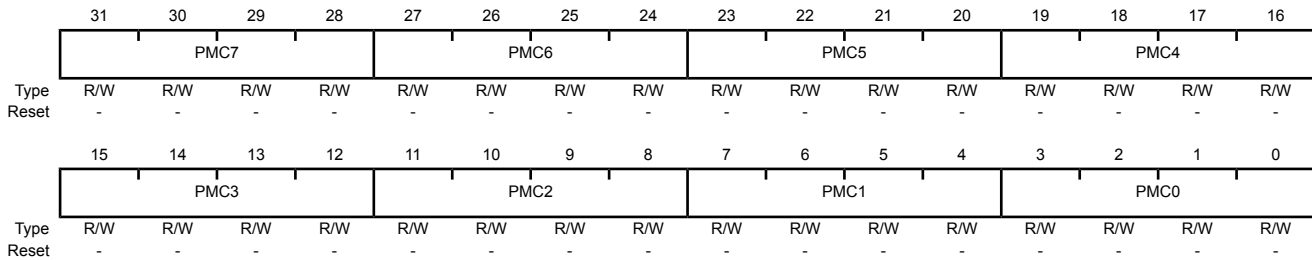 31 30 29 28 27 26 25 24 23 22 21 20 19 18 17 16
PMC7 PMC6 PMC5 PMC4
Type R/W R/W R/W R/W R/W R/W R/W R/W R/W R/W R/W R/W R/W R/W R/W R/W
Reset - - - - - - - - - - - - - - - -
15 14 13 12 11 10 9 8 7 6 5 4 3 2 1 0
PMC3 PMC2 PMC1 PMC0
Type R/W R/W R/W R/W R/W R/W R/W R/W R/W R/W R/W R/W R/W R/W R/W R/W
Reset - - - - - - - - - - - - - - - -